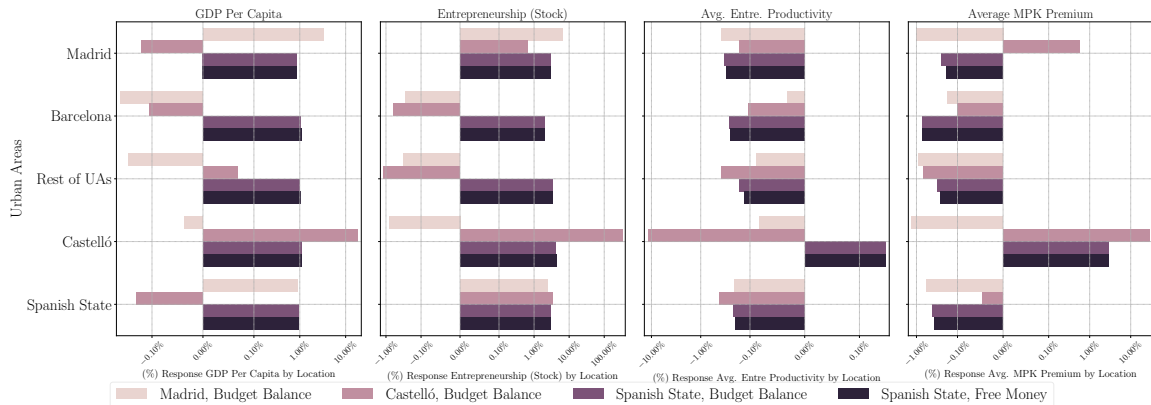 GDP Per Capita
Entrepreneurship (Stock)
Avg. Entre. Productivity
Average MPK Premium
Urban Areas
Madrid
Barcelona
Rest of UAs
Castelló
Spanish State
−0.10%
0.00%
0.10%
1.00%
10.00%
−1.00%
−0.10%
0.00%
0.10%
1.00%
10.00%
100.00%
−10.00%
−1.00%
−0.10%
0.00%
0.10%
−1.00%
−0.10%
0.00%
0.10%
1.00%
10.00%
(%) Response GDP Per Capita by Location
(%) Response Entrepreneurship (Stock) by Location
(%) Response Avg. Entre Productivity by Location
(%) Response Avg. MPK Premium by Location
Madrid, Budget Balance
Castelló, Budget Balance
Spanish State, Budget Balance
Spanish State, Free Money